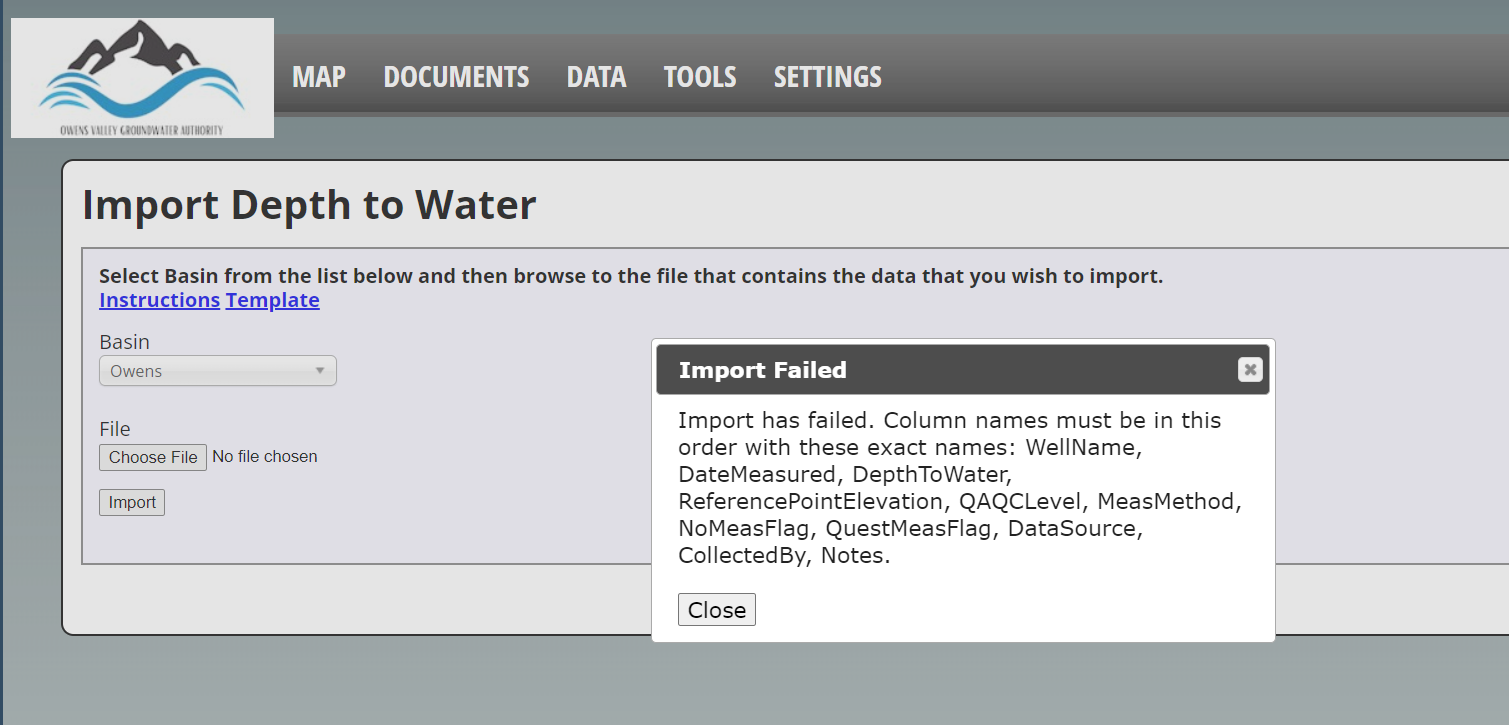 OWENS VALLEY GROUNDWATER AUTHORITY
MAP DOCUMENTS DATA TOOLS SETTINGS
Import Depth to Water
Select Basin from the list below and then browse to the file that contains the data that you wish to import.
Instructions Template
Basin
Owens
File
Choose File No file chosen
Import
Import Failed
Import has failed. Column names must be in this
order with these exact names: WellName,
DateMeasured, DepthToWater,
ReferencePointElevation, QAQCLevel, MeasMethod,
NoMeasFlag, QuestMeasFlag, DataSource,
CollectedBy, Notes.
Close